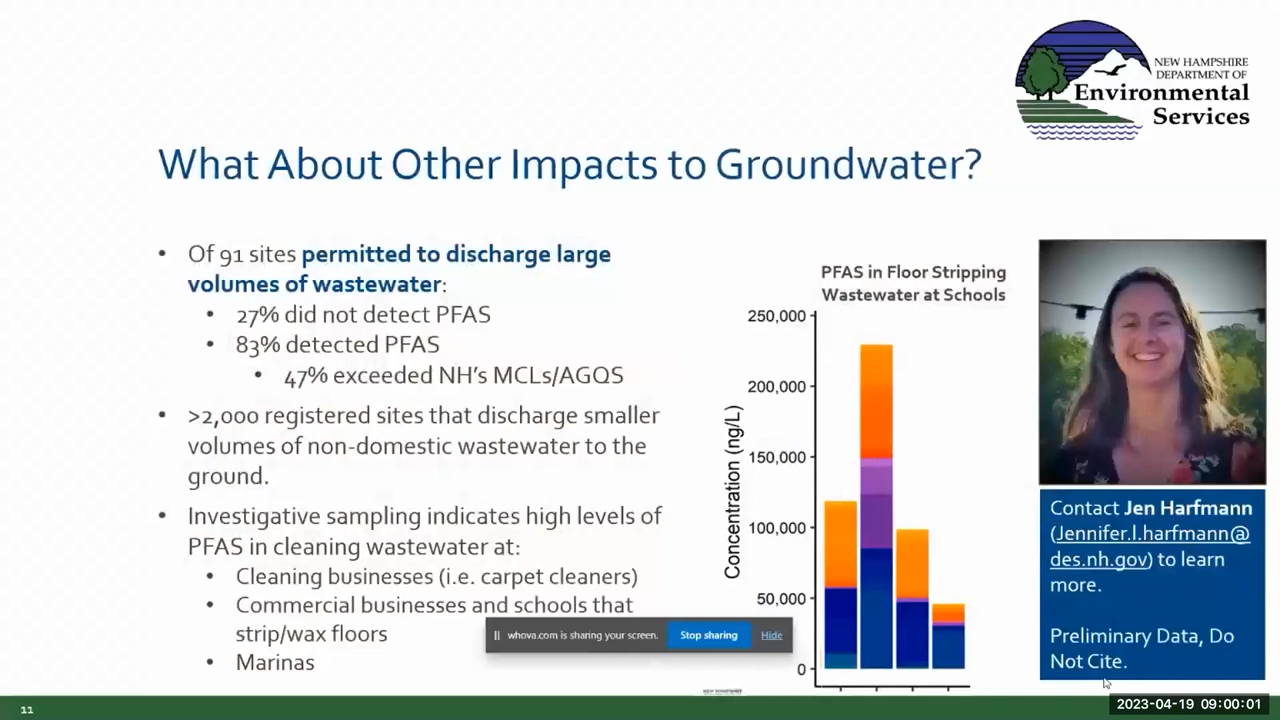 NEW HAMPSHIRE
DEPARTMENT OF
Environmental
Services
What About Other Impacts to Groundwater?
• Of 91 sites permitted to discharge large
volumes of wastewater:
• 27% did not detect PFAS
• 83% detected PFAS
• 47% exceeded NH's MCLs/AGQS
• >2,000 registered sites that discharge smaller
volumes of non-domestic wastewater to the
ground.
• Investigative sampling indicates high levels of
PFAS in cleaning wastewater at:
• Cleaning businesses (i.e. carpet cleaners)
• Commercial businesses and schools that
strip/wax floors
• Marinas
PFAS in Floor Stripping
Wastewater at Schools
Concentration (ng/L)
250,000
200,000
150,000
100,000
50,000
0
Contact Jen Harfmann
(Jennifer.l.harfmann@
des.nh.gov) to learn
more.
Preliminary Data, Do
Not Cite.
whova.com is sharing your screen.
Stop sharing
Hide
NEW HAMPSHIRE
11
2023-04-19 09:00:01